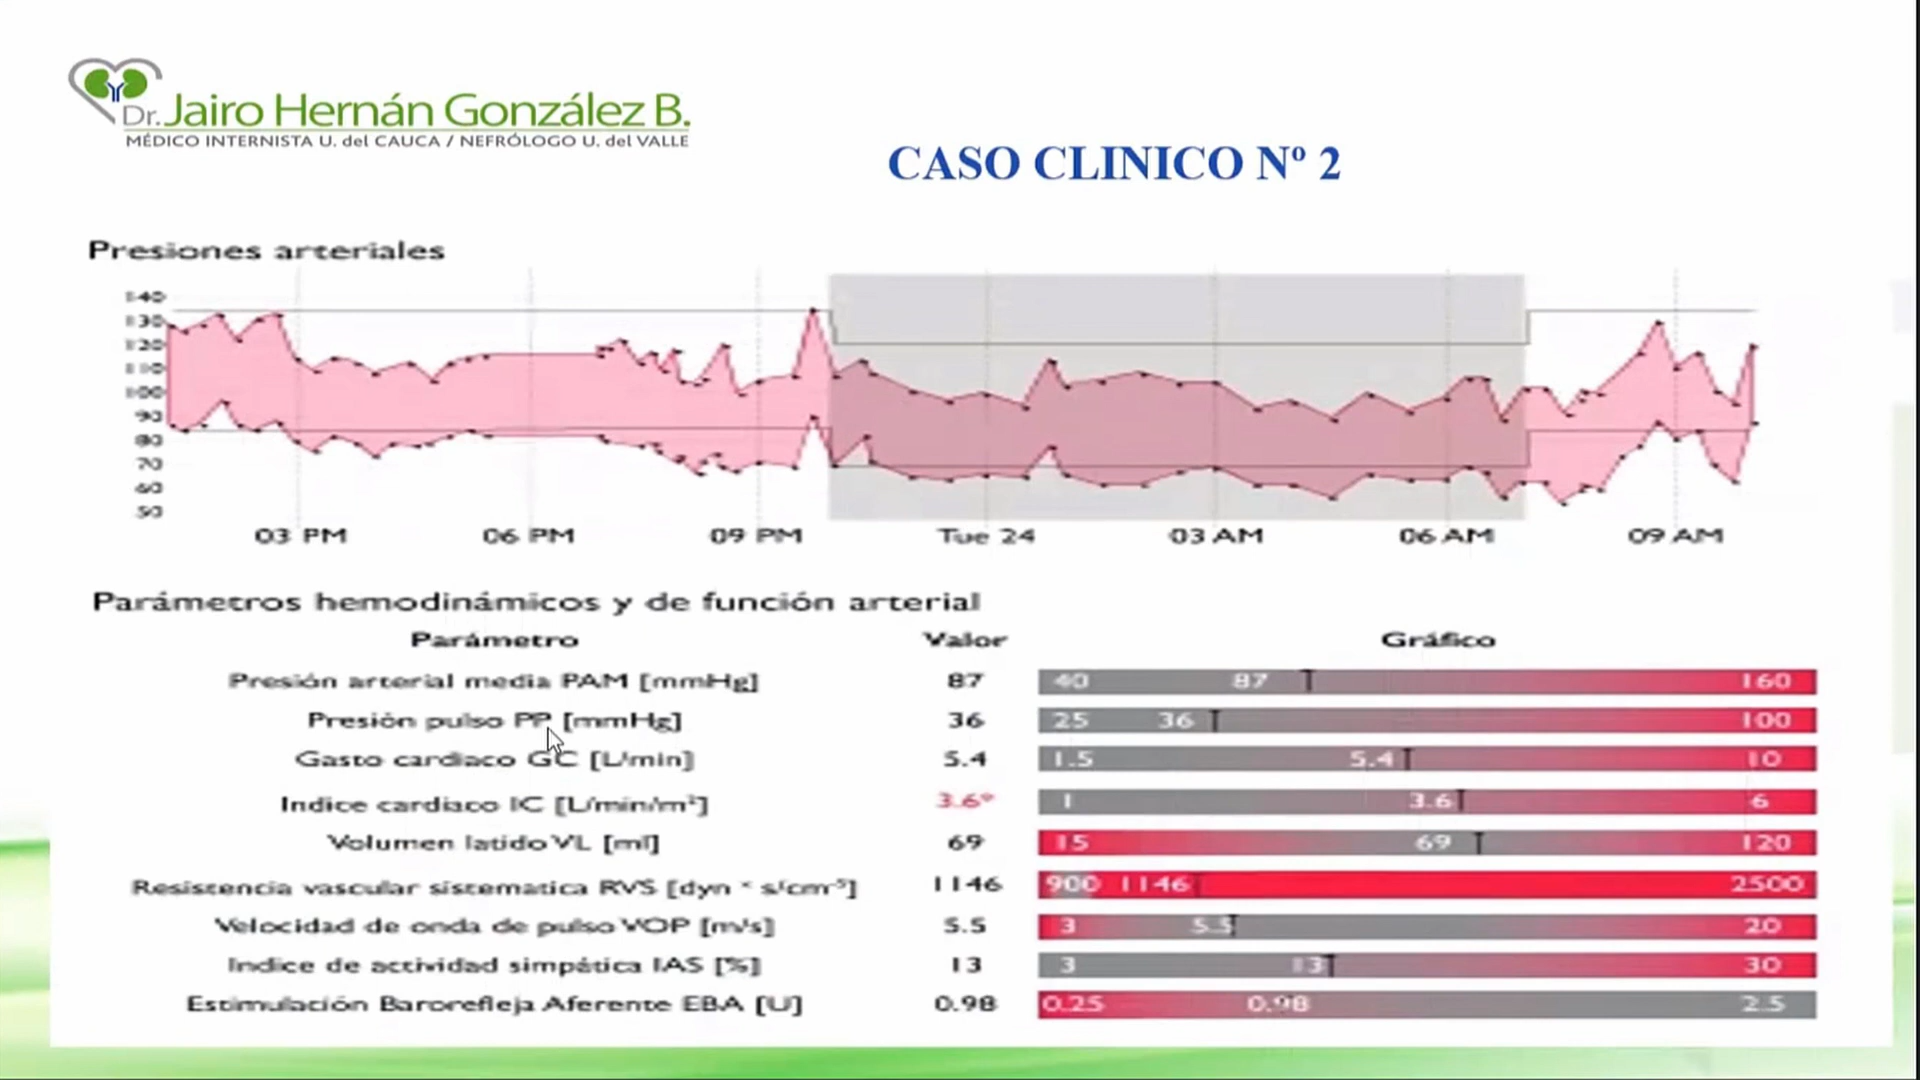 Dr. Jairo Hernán González B.
MÉDICO INTERNISTA U. del CAUCA / NEFRÓLOGO U. del VALLE
CASO CLINICO Nº 2
Presiones arteriales
140
130
120
110
100
90
80
70
60
50
03 PM 06 PM 09 PM Tue 24 03 AM 06 AM 09 AM
Parámetros hemodinámicos y de función arterial
Parámetro Valor Gráfico
Presión arterial media PAM [mmHg] 87 40 87 160
Presión pulso PP [mmHg] 36 25 36 100
Gasto cardiaco GC [L/min] 5.4 1.5 5.4 10
Indice cardiaco IC [L/min/m²] 3.6* 1 3.6 6
Volumen latido VL [ml] 69 15 69 120
Resistencia vascular sistematica RVS [dyn * s/cm⁻⁵] 1146 900 1146 2500
Velocidad de onda de pulso VOP [m/s] 5.5 3 5.5 20
Indice de actividad simpática IAS [%] 13 3 13 30
Estimulación Barorefleja Aferente EBA [U] 0.98 0.25 0.98 2.5